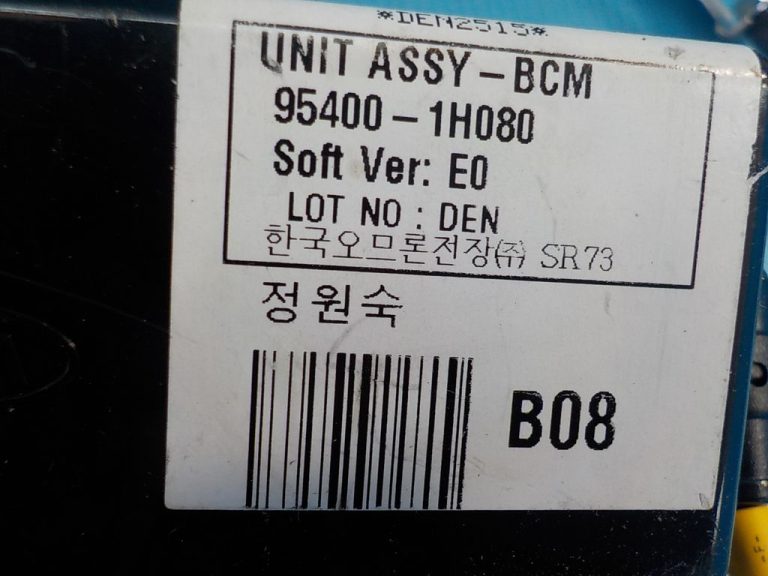 *DEN2515*
UNIT ASSY-BCM
95400-1H080
Soft Ver: E0
LOT NO : DEN
한국오므론전장㈜ SR73
정원숙
B08